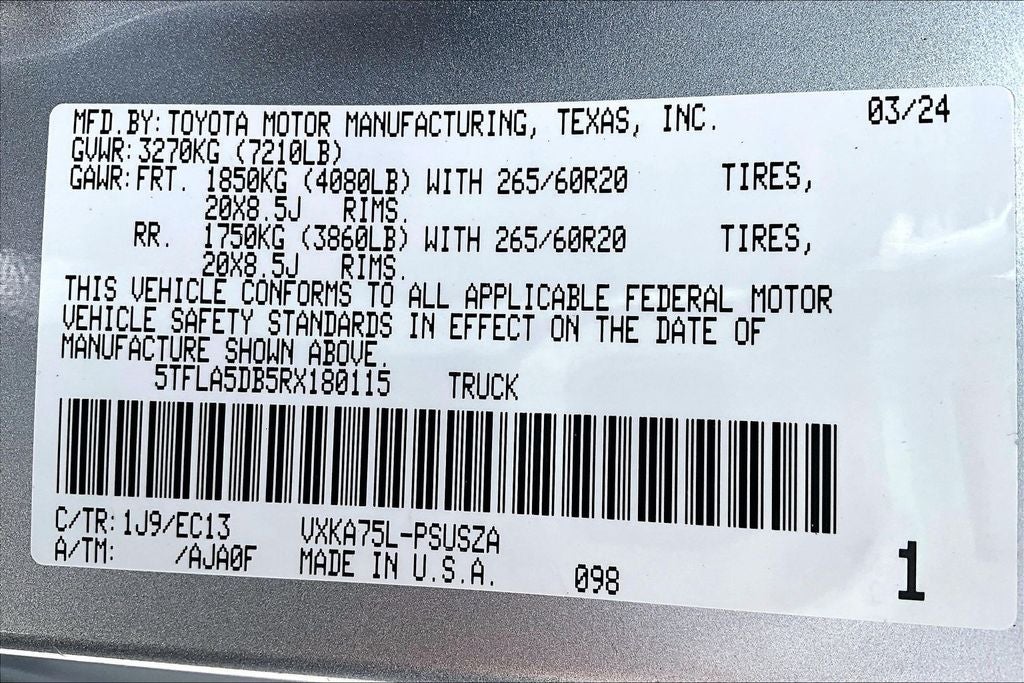 MFD.BY: TOYOTA MOTOR MANUFACTURING, TEXAS, INC. 03/24
GVWR: 3270KG (7210LB)
GAWR: FRT. 1850KG (4080LB) WITH 265/60R20 TIRES,
20X8.5J RIMS.
RR. 1750KG (3860LB) WITH 265/60R20 TIRES,
20X8.5J RIMS.
THIS VEHICLE CONFORMS TO ALL APPLICABLE FEDERAL MOTOR
VEHICLE SAFETY STANDARDS IN EFFECT ON THE DATE OF
MANUFACTURE SHOWN ABOVE.
5TFLA5DB5RX180115 TRUCK
C/TR: 1J9/EC13 VXKA75L-PSUSZA
A/TM: /AJA0F MADE IN U.S.A. 098 1